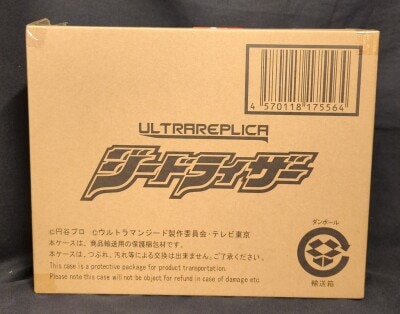 4 570118 175564
ULTRAREPLICA
ジードライザー
©円谷プロ ©ウルトラマンジード製作委員会・テレビ東京
本ケースは、商品輸送用の保護梱包材です。
本ケースは、つぶれ、汚れ等による交換は出来ません。ご了承ください。
This case is a protective package for product transportation.
Please note this case will not be object for refund in case of damage etc.
ダンボール
輸送箱